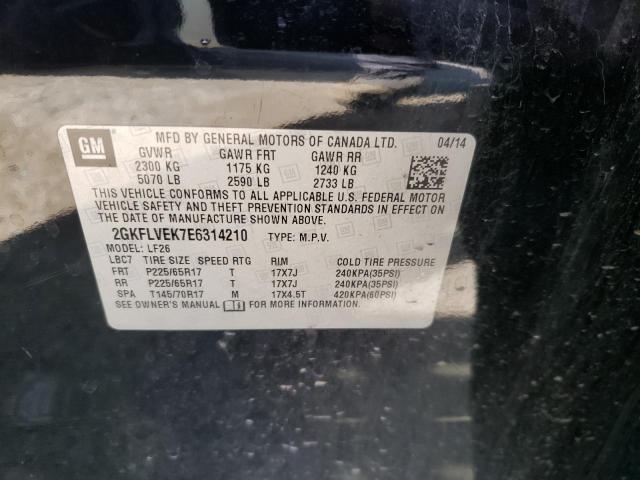 GM
MFD BY GENERAL MOTORS OF CANADA LTD. 04/14
GVWR GAWR FRT GAWR RR
2300 KG 1175 KG 1240 KG
5070 LB 2590 LB 2733 LB
THIS VEHICLE CONFORMS TO ALL APPLICABLE U.S. FEDERAL MOTOR
VEHICLE SAFETY AND THEFT PREVENTION STANDARDS IN EFFECT ON
THE DATE OF MANUFACTURE SHOWN ABOVE.
2GKFLVEK7E6314210 TYPE: M.P.V.
MODEL: LF26
LBC7 TIRE SIZE SPEED RTG RIM COLD TIRE PRESSURE
FRT P225/65R17 T 17X7J 240KPA(35PSI)
RR P225/65R17 T 17X7J 240KPA(35PSI)
SPA T145/70R17 M 17X4.5T 420KPA(60PSI)
SEE OWNER'S MANUAL FOR MORE INFORMATION.